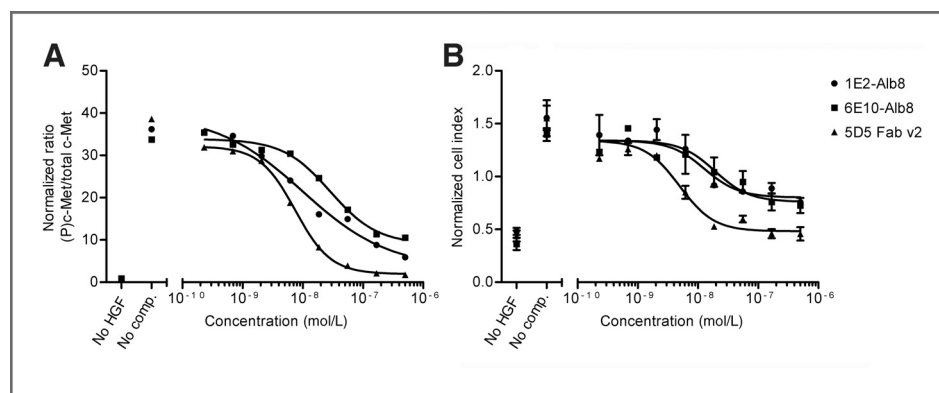 A
Normalized ratio
(P)c-Met/total c-Met
50
40
30
20
10
0
No HGF
No comp.
10⁻¹⁰
10⁻⁹
10⁻⁸
10⁻⁷
10⁻⁶
Concentration (mol/L)
B
Normalized cell index
2.0
1.5
1.0
0.5
0.0
No HGF
No comp.
10⁻¹⁰
10⁻⁹
10⁻⁸
10⁻⁷
10⁻⁶
Concentration (mol/L)
1E2-Alb8
6E10-Alb8
5D5 Fab v2